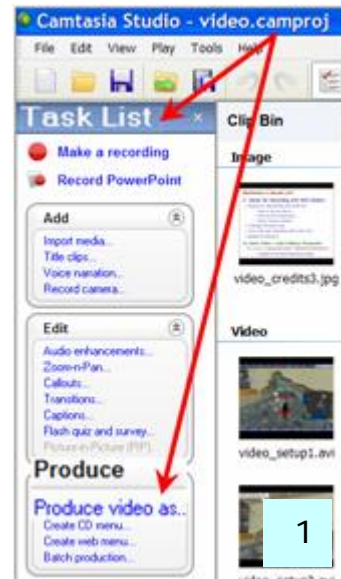 Camtasia Studio - video.camproj
File Edit View Play Tools Help
Task List ×
Make a recording
Record PowerPoint
Add
Import media...
Title clips...
Voice narration...
Record camera...
Edit
Audio enhancements...
Zoom-n-Pan...
Callouts...
Transitions...
Captions...
Flash quiz and survey...
Picture-in-Picture (PIP)...
Produce
Produce video as..
Create CD menu...
Create web menu...
Batch production...
Clip Bin
Image
video_credits3.jpg
Video
video_setup1.avi
1